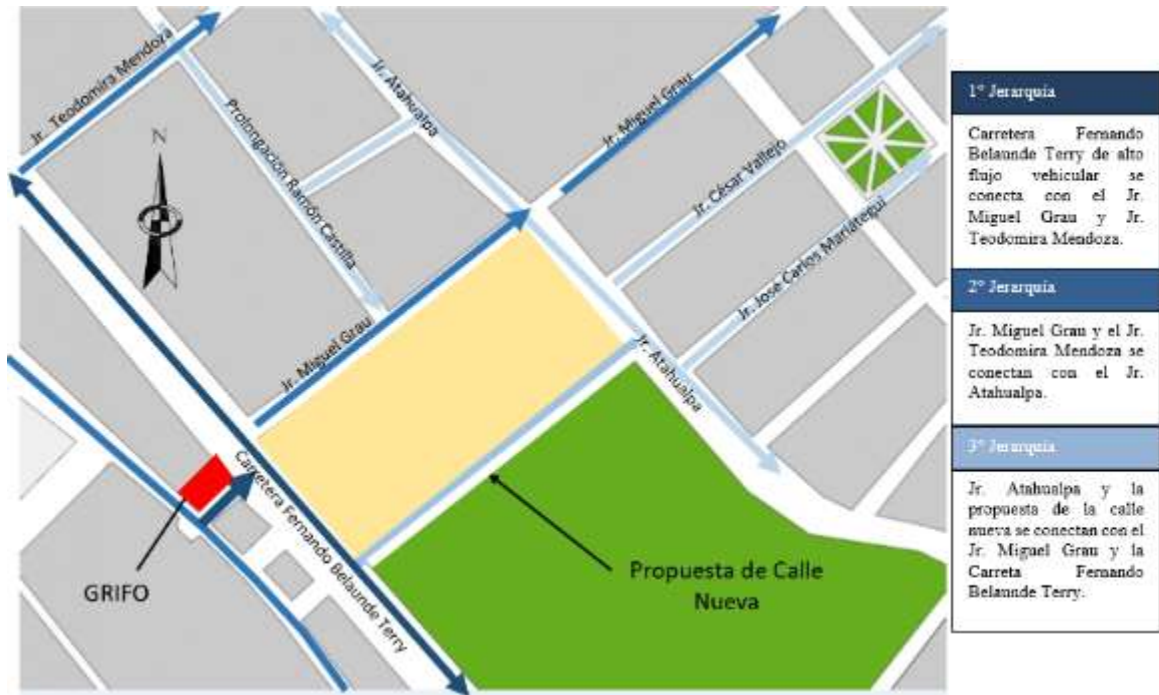 Jr. Teodomira Mendoza
Jr. Atahualpa
Jr. Miguel Grau
Prolongación Ramón Castilla
N
Jr. César Vallejo
Jr. José Carlos Mariátegui
Jr. Miguel Grau
Jr. Atahualpa
Carretera Fernando Belaunde Terry
GRIFO
Propuesta de Calle
Nueva
1° Jerarquía
Carretera Fernando
Belaunde Terry de alto
flujo vehicular se
conecta con el Jr.
Miguel Grau y Jr.
Teodomira Mendoza.
2° Jerarquía
Jr. Miguel Grau y el Jr.
Teodomira Mendoza se
conectan con el Jr.
Atahualpa.
3° Jerarquía
Jr. Atahualpa y la
propuesta de la calle
nueva se conectan con el
Jr. Miguel Grau y la
Carreta Fernando
Belaunde Terry.